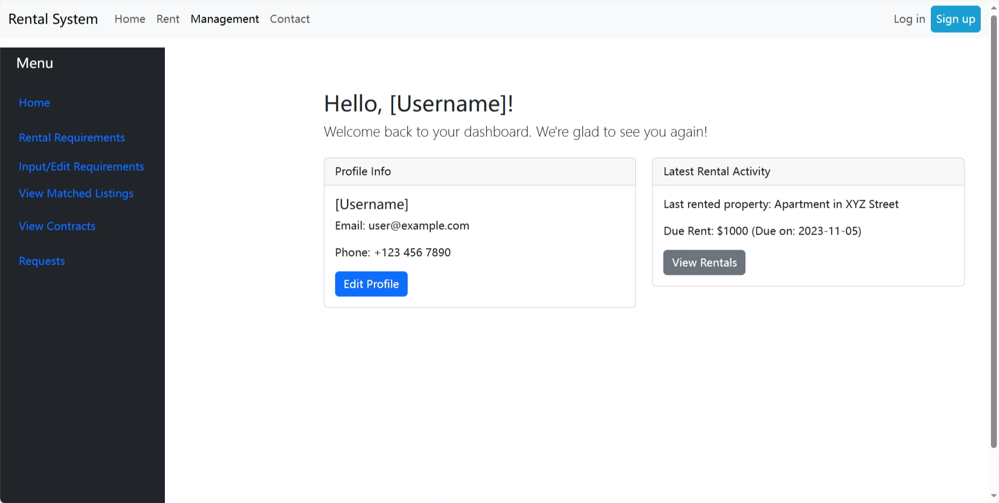 Rental System Home Rent Management Contact Log in Sign up
Menu
Home
Rental Requirements
Input/Edit Requirements
View Matched Listings
View Contracts
Requests
Hello, [Username]!
Welcome back to your dashboard. We're glad to see you again!
Profile Info
[Username]
Email: user@example.com
Phone: +123 456 7890
Edit Profile
Latest Rental Activity
Last rented property: Apartment in XYZ Street
Due Rent: $1000 (Due on: 2023-11-05)
View Rentals